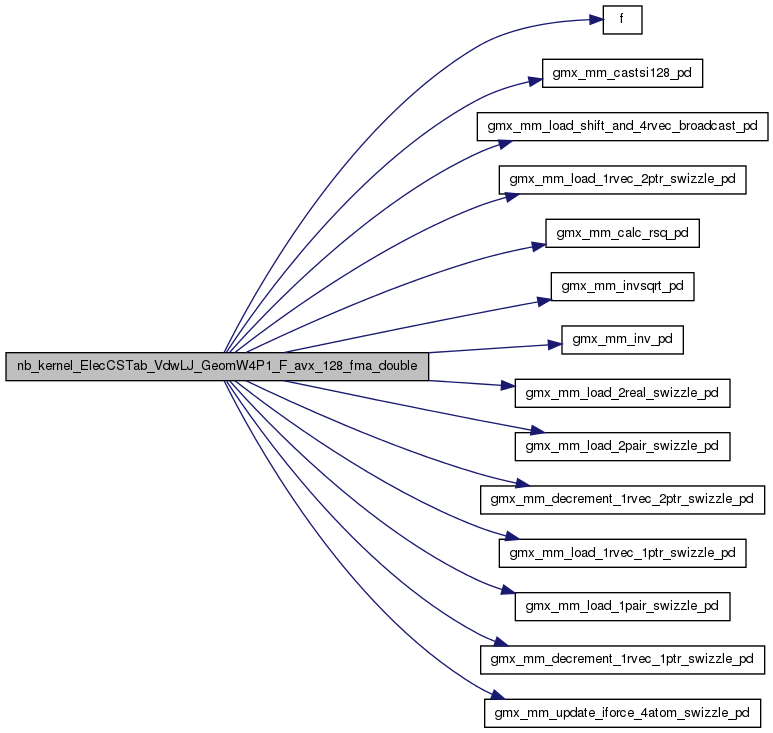 f
gmx_mm_castsi128_pd
gmx_mm_load_shift_and_4rvec_broadcast_pd
gmx_mm_load_1rvec_2ptr_swizzle_pd
gmx_mm_calc_rsq_pd
gmx_mm_invsqrt_pd
gmx_mm_inv_pd
nb_kernel_ElecCSTab_VdwLJ_GeomW4P1_F_avx_128_fma_double
gmx_mm_load_2real_swizzle_pd
gmx_mm_load_2pair_swizzle_pd
gmx_mm_decrement_1rvec_2ptr_swizzle_pd
gmx_mm_load_1rvec_1ptr_swizzle_pd
gmx_mm_load_1pair_swizzle_pd
gmx_mm_decrement_1rvec_1ptr_swizzle_pd
gmx_mm_update_iforce_4atom_swizzle_pd